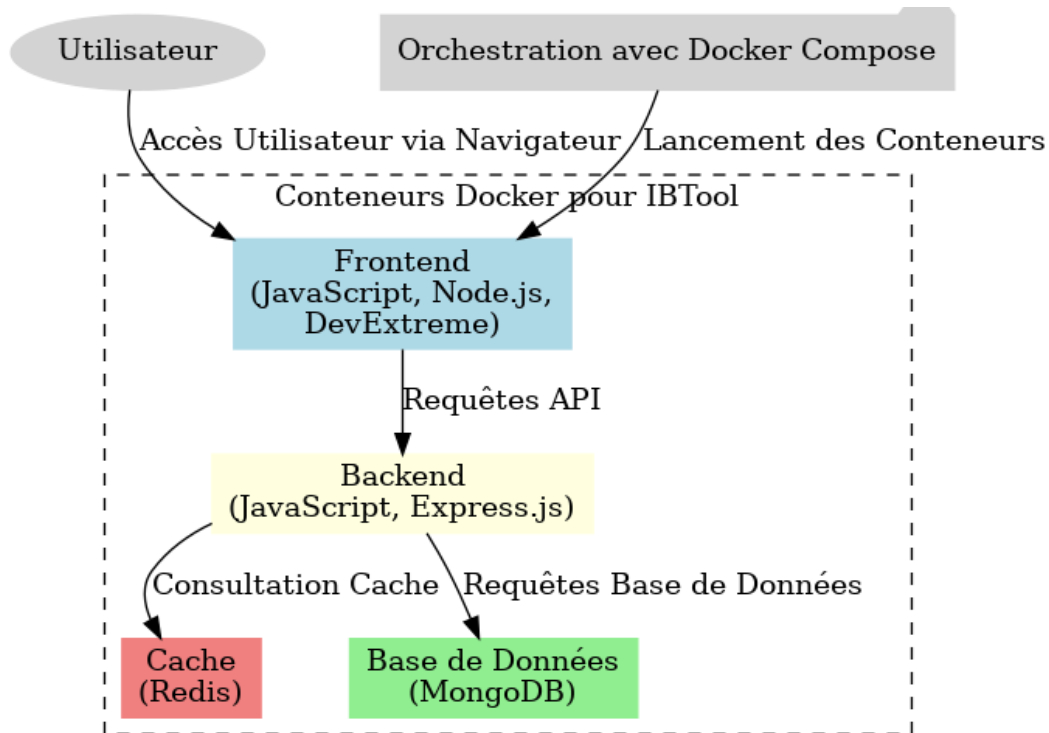 Utilisateur
Orchestration avec Docker Compose
Accès Utilisateur via Navigateur
Lancement des Conteneurs
Conteneurs Docker pour IBTool
Frontend
(JavaScript, Node.js,
DevExtreme)
Requêtes API
Backend
(JavaScript, Express.js)
Consultation Cache
Requêtes Base de Données
Cache
(Redis)
Base de Données
(MongoDB)